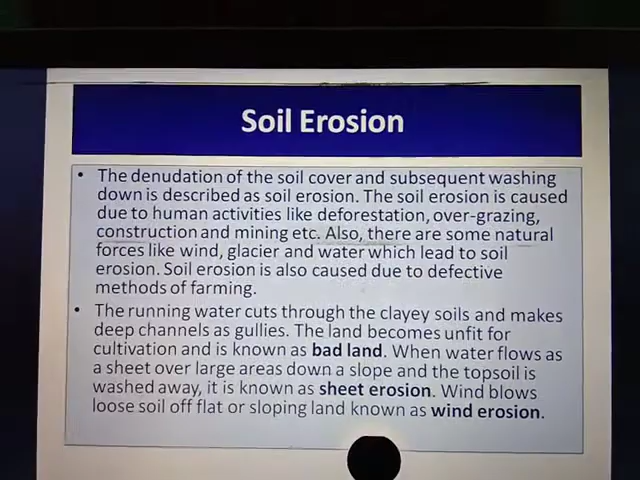 Soil Erosion
• The denudation of the soil cover and subsequent washing
down is described as soil erosion. The soil erosion is caused
due to human activities like deforestation, over-grazing,
construction and mining etc. Also, there are some natural
forces like wind, glacier and water which lead to soil
erosion. Soil erosion is also caused due to defective
methods of farming.
• The running water cuts through the clayey soils and makes
deep channels as gullies. The land becomes unfit for
cultivation and is known as bad land. When water flows as
a sheet over large areas down a slope and the topsoil is
washed away, it is known as sheet erosion. Wind blows
loose soil off flat or sloping land known as wind erosion.